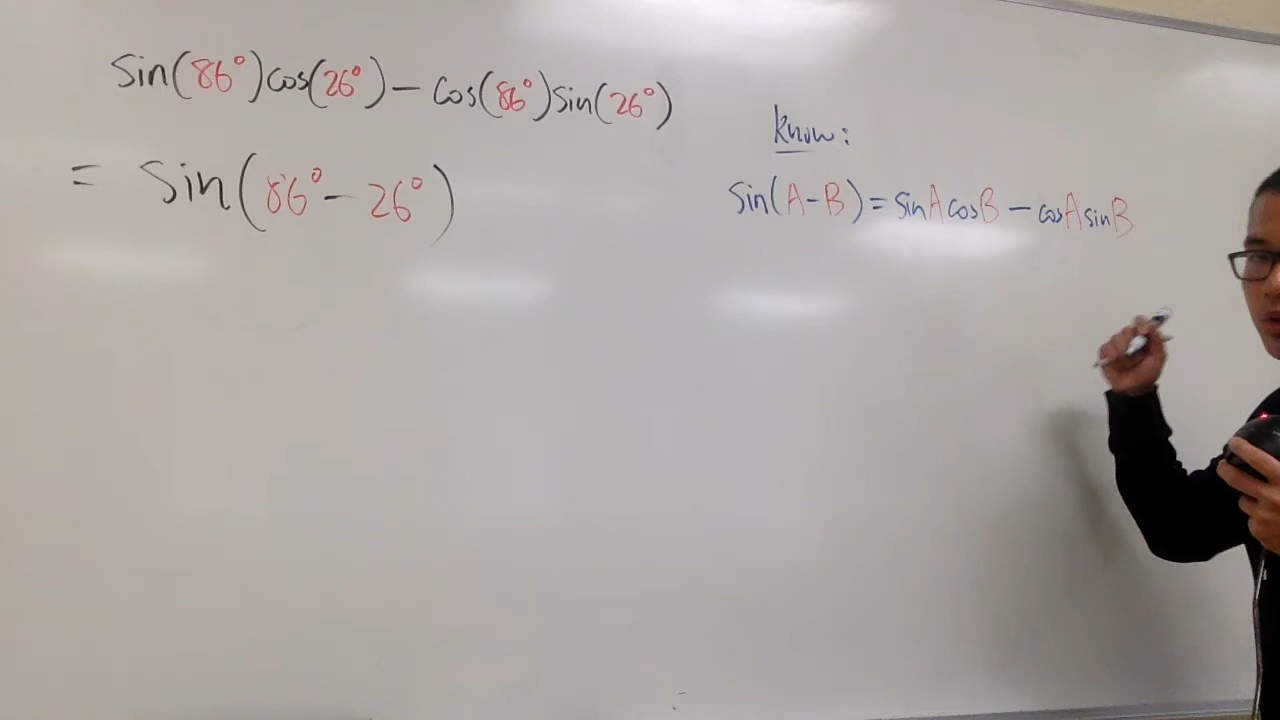 Sin(86°)cos(26°) - cos(86°)sin(26°)
= Sin(86° - 26°)
Know:
Sin(A-B) = sinA cosB - cosA sinB